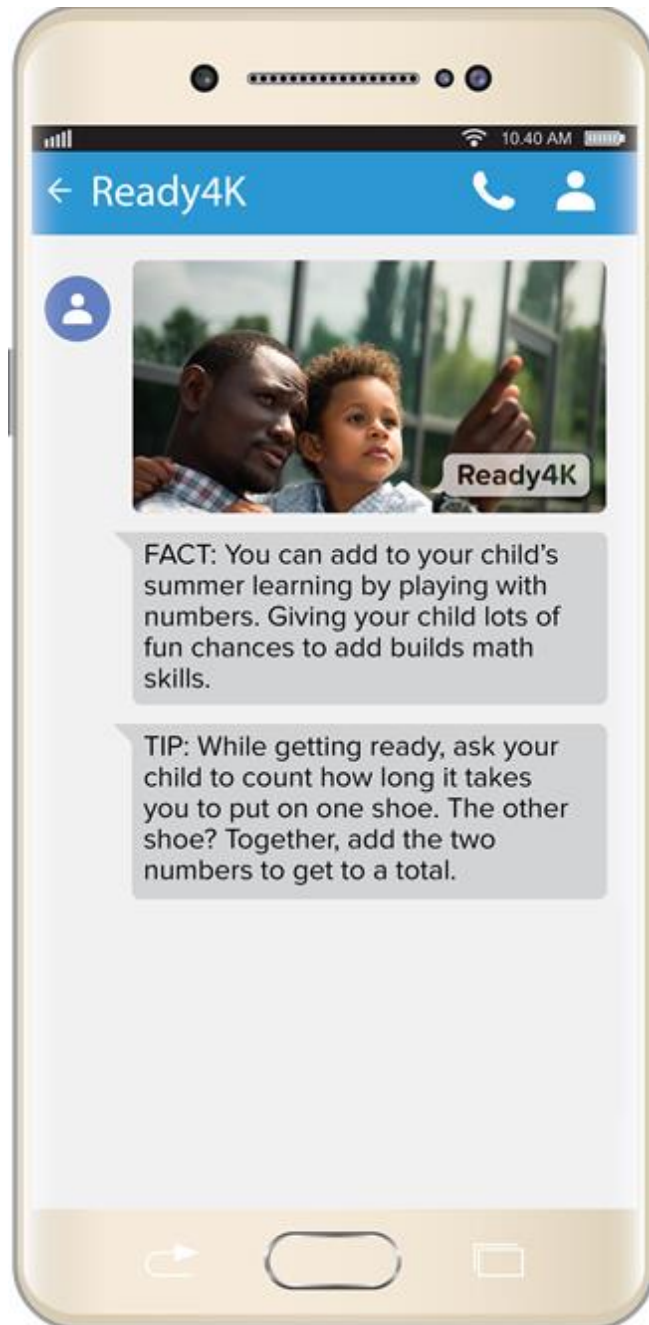 10.40 AM
Ready4K
Ready4K
FACT: You can add to your child’s
summer learning by playing with
numbers. Giving your child lots of
fun chances to add builds math
skills.
TIP: While getting ready, ask your
child to count how long it takes
you to put on one shoe. The other
shoe? Together, add the two
numbers to get to a total.